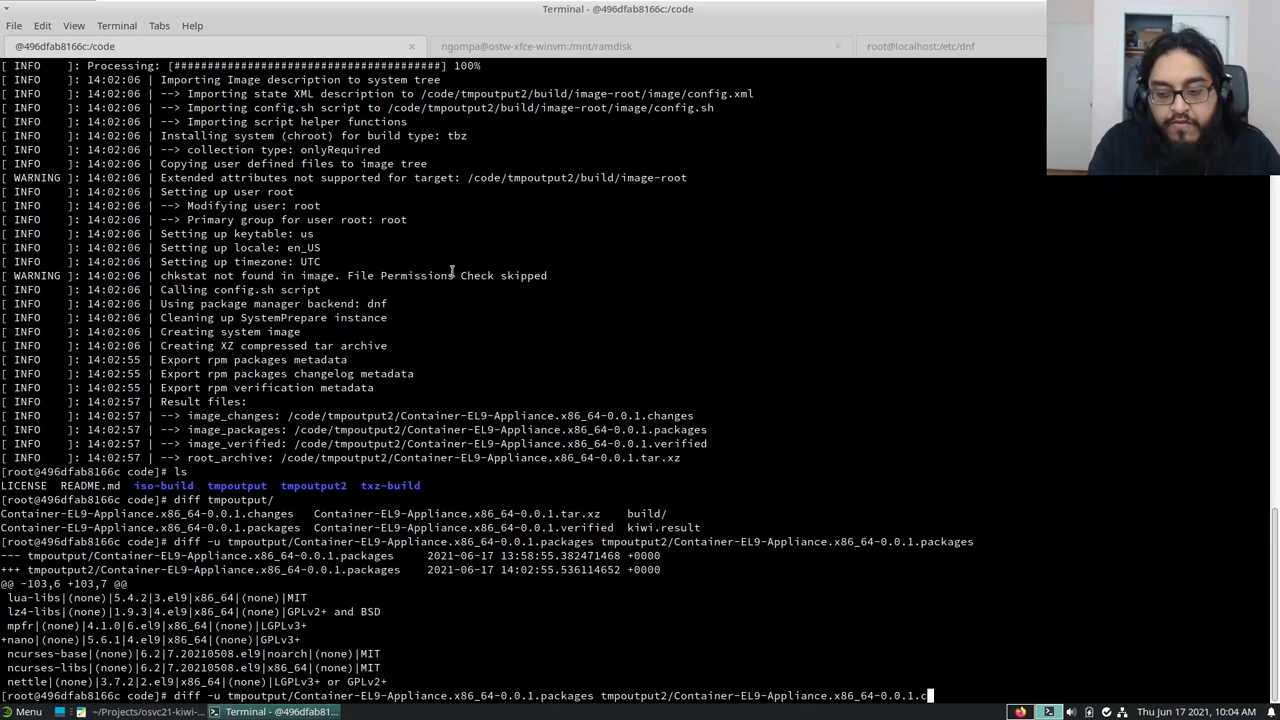 Terminal - @496dfab8166c:/code
File Edit View Terminal Tabs Help
@496dfab8166c:/code × ngompa@ostw-xfce-winvm:/mnt/ramdisk × root@localhost:/etc/dnf
[ INFO    ]: Processing: [########################################] 100%
[ INFO    ]: 14:02:06 | Importing Image description to system tree
[ INFO    ]: 14:02:06 | --> Importing state XML description to /code/tmpoutput2/build/image-root/image/config.xml
[ INFO    ]: 14:02:06 | --> Importing config.sh script to /code/tmpoutput2/build/image-root/image/config.sh
[ INFO    ]: 14:02:06 | --> Importing script helper functions
[ INFO    ]: 14:02:06 | Installing system (chroot) for build type: tbz
[ INFO    ]: 14:02:06 | --> collection type: onlyRequired
[ INFO    ]: 14:02:06 | Copying user defined files to image tree
[ WARNING ]: 14:02:06 | Extended attributes not supported for target: /code/tmpoutput2/build/image-root
[ INFO    ]: 14:02:06 | Setting up user root
[ INFO    ]: 14:02:06 | --> Modifying user: root
[ INFO    ]: 14:02:06 | --> Primary group for user root: root
[ INFO    ]: 14:02:06 | Setting up keytable: us
[ INFO    ]: 14:02:06 | Setting up locale: en_US
[ INFO    ]: 14:02:06 | Setting up timezone: UTC
[ WARNING ]: 14:02:06 | chkstat not found in image. File Permissions Check skipped
[ INFO    ]: 14:02:06 | Calling config.sh script
[ INFO    ]: 14:02:06 | Using package manager backend: dnf
[ INFO    ]: 14:02:06 | Cleaning up SystemPrepare instance
[ INFO    ]: 14:02:06 | Creating system image
[ INFO    ]: 14:02:06 | Creating XZ compressed tar archive
[ INFO    ]: 14:02:55 | Export rpm packages metadata
[ INFO    ]: 14:02:55 | Export rpm packages changelog metadata
[ INFO    ]: 14:02:55 | Export rpm verification metadata
[ INFO    ]: 14:02:57 | Result files:
[ INFO    ]: 14:02:57 | --> image_changes: /code/tmpoutput2/Container-EL9-Appliance.x86_64-0.0.1.changes
[ INFO    ]: 14:02:57 | --> image_packages: /code/tmpoutput2/Container-EL9-Appliance.x86_64-0.0.1.packages
[ INFO    ]: 14:02:57 | --> image_verified: /code/tmpoutput2/Container-EL9-Appliance.x86_64-0.0.1.verified
[ INFO    ]: 14:02:57 | --> root_archive: /code/tmpoutput2/Container-EL9-Appliance.x86_64-0.0.1.tar.xz
[root@496dfab8166c code]# ls
LICENSE  README.md  iso-build  tmpoutput  tmpoutput2  txz-build
[root@496dfab8166c code]# diff tmpoutput/
Container-EL9-Appliance.x86_64-0.0.1.changes   Container-EL9-Appliance.x86_64-0.0.1.tar.xz    build/
Container-EL9-Appliance.x86_64-0.0.1.packages  Container-EL9-Appliance.x86_64-0.0.1.verified  kiwi.result
[root@496dfab8166c code]# diff -u tmpoutput/Container-EL9-Appliance.x86_64-0.0.1.packages tmpoutput2/Container-EL9-Appliance.x86_64-0.0.1.packages
--- tmpoutput/Container-EL9-Appliance.x86_64-0.0.1.packages     2021-06-17 13:58:55.382471468 +0000
+++ tmpoutput2/Container-EL9-Appliance.x86_64-0.0.1.packages    2021-06-17 14:02:55.536114652 +0000
@@ -103,6 +103,7 @@
 lua-libs|(none)|5.4.2|3.el9|x86_64|(none)|MIT
 lz4-libs|(none)|1.9.3|4.el9|x86_64|(none)|GPLv2+ and BSD
 mpfr|(none)|4.1.0|6.el9|x86_64|(none)|LGPLv3+
+nano|(none)|5.6.1|4.el9|x86_64|(none)|GPLv3+
 ncurses-base|(none)|6.2|7.20210508.el9|noarch|(none)|MIT
 ncurses-libs|(none)|6.2|7.20210508.el9|x86_64|(none)|MIT
 nettle|(none)|3.7.2|2.el9|x86_64|(none)|LGPLv3+ or GPLv2+
[root@496dfab8166c code]# diff -u tmpoutput/Container-EL9-Appliance.x86_64-0.0.1.packages tmpoutput2/Container-EL9-Appliance.x86_64-0.0.1.c
Menu ~/Projects/osvc21-kiwi-... Terminal - @496dfab81... Thu Jun 17 2021, 10:04 AM